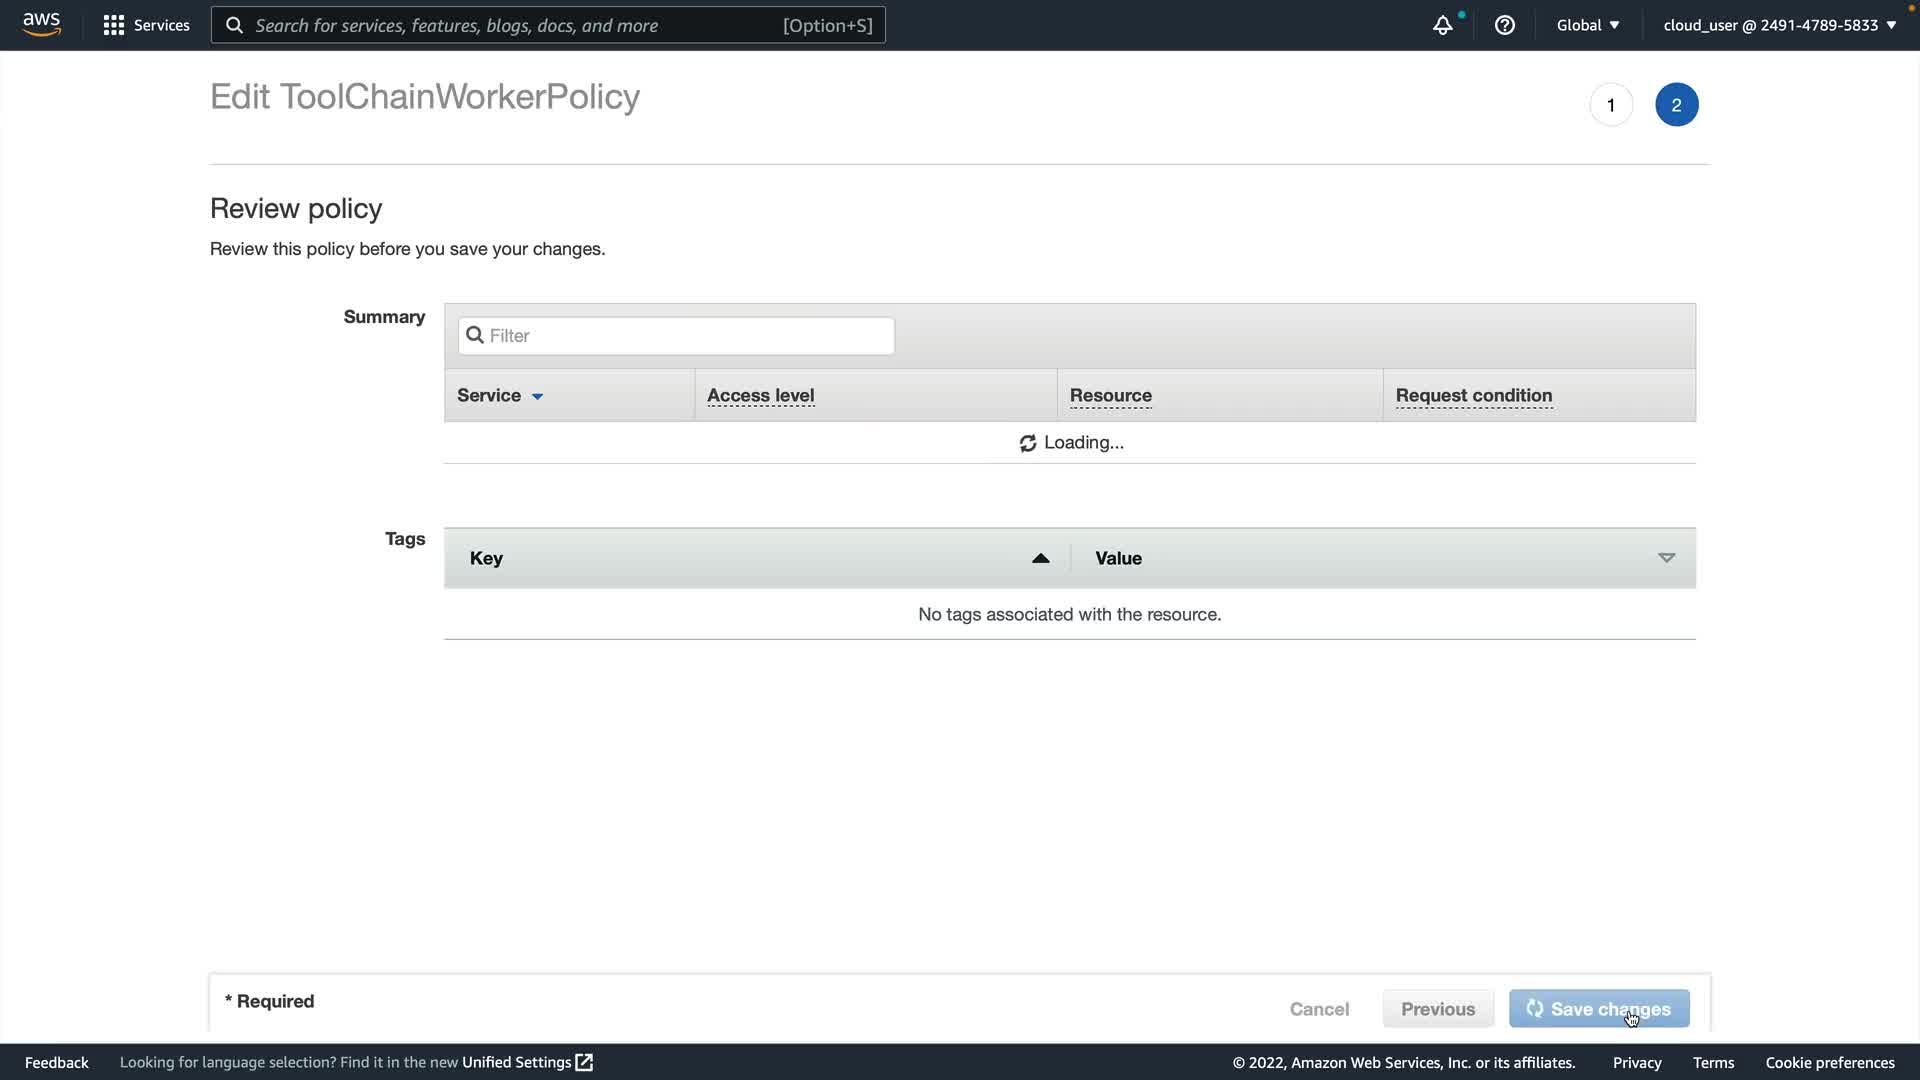 aws
Services
Search for services, features, blogs, docs, and more
[Option+S]
Global
cloud_user @ 2491-4789-5833
Edit ToolChainWorkerPolicy
1
2
Review policy
Review this policy before you save your changes.
Summary
Filter
Service
Access level
Resource
Request condition
Loading...
Tags
Key
Value
No tags associated with the resource.
* Required
Cancel
Previous
Save changes
Feedback
Looking for language selection? Find it in the new Unified Settings
© 2022, Amazon Web Services, Inc. or its affiliates.
Privacy
Terms
Cookie preferences